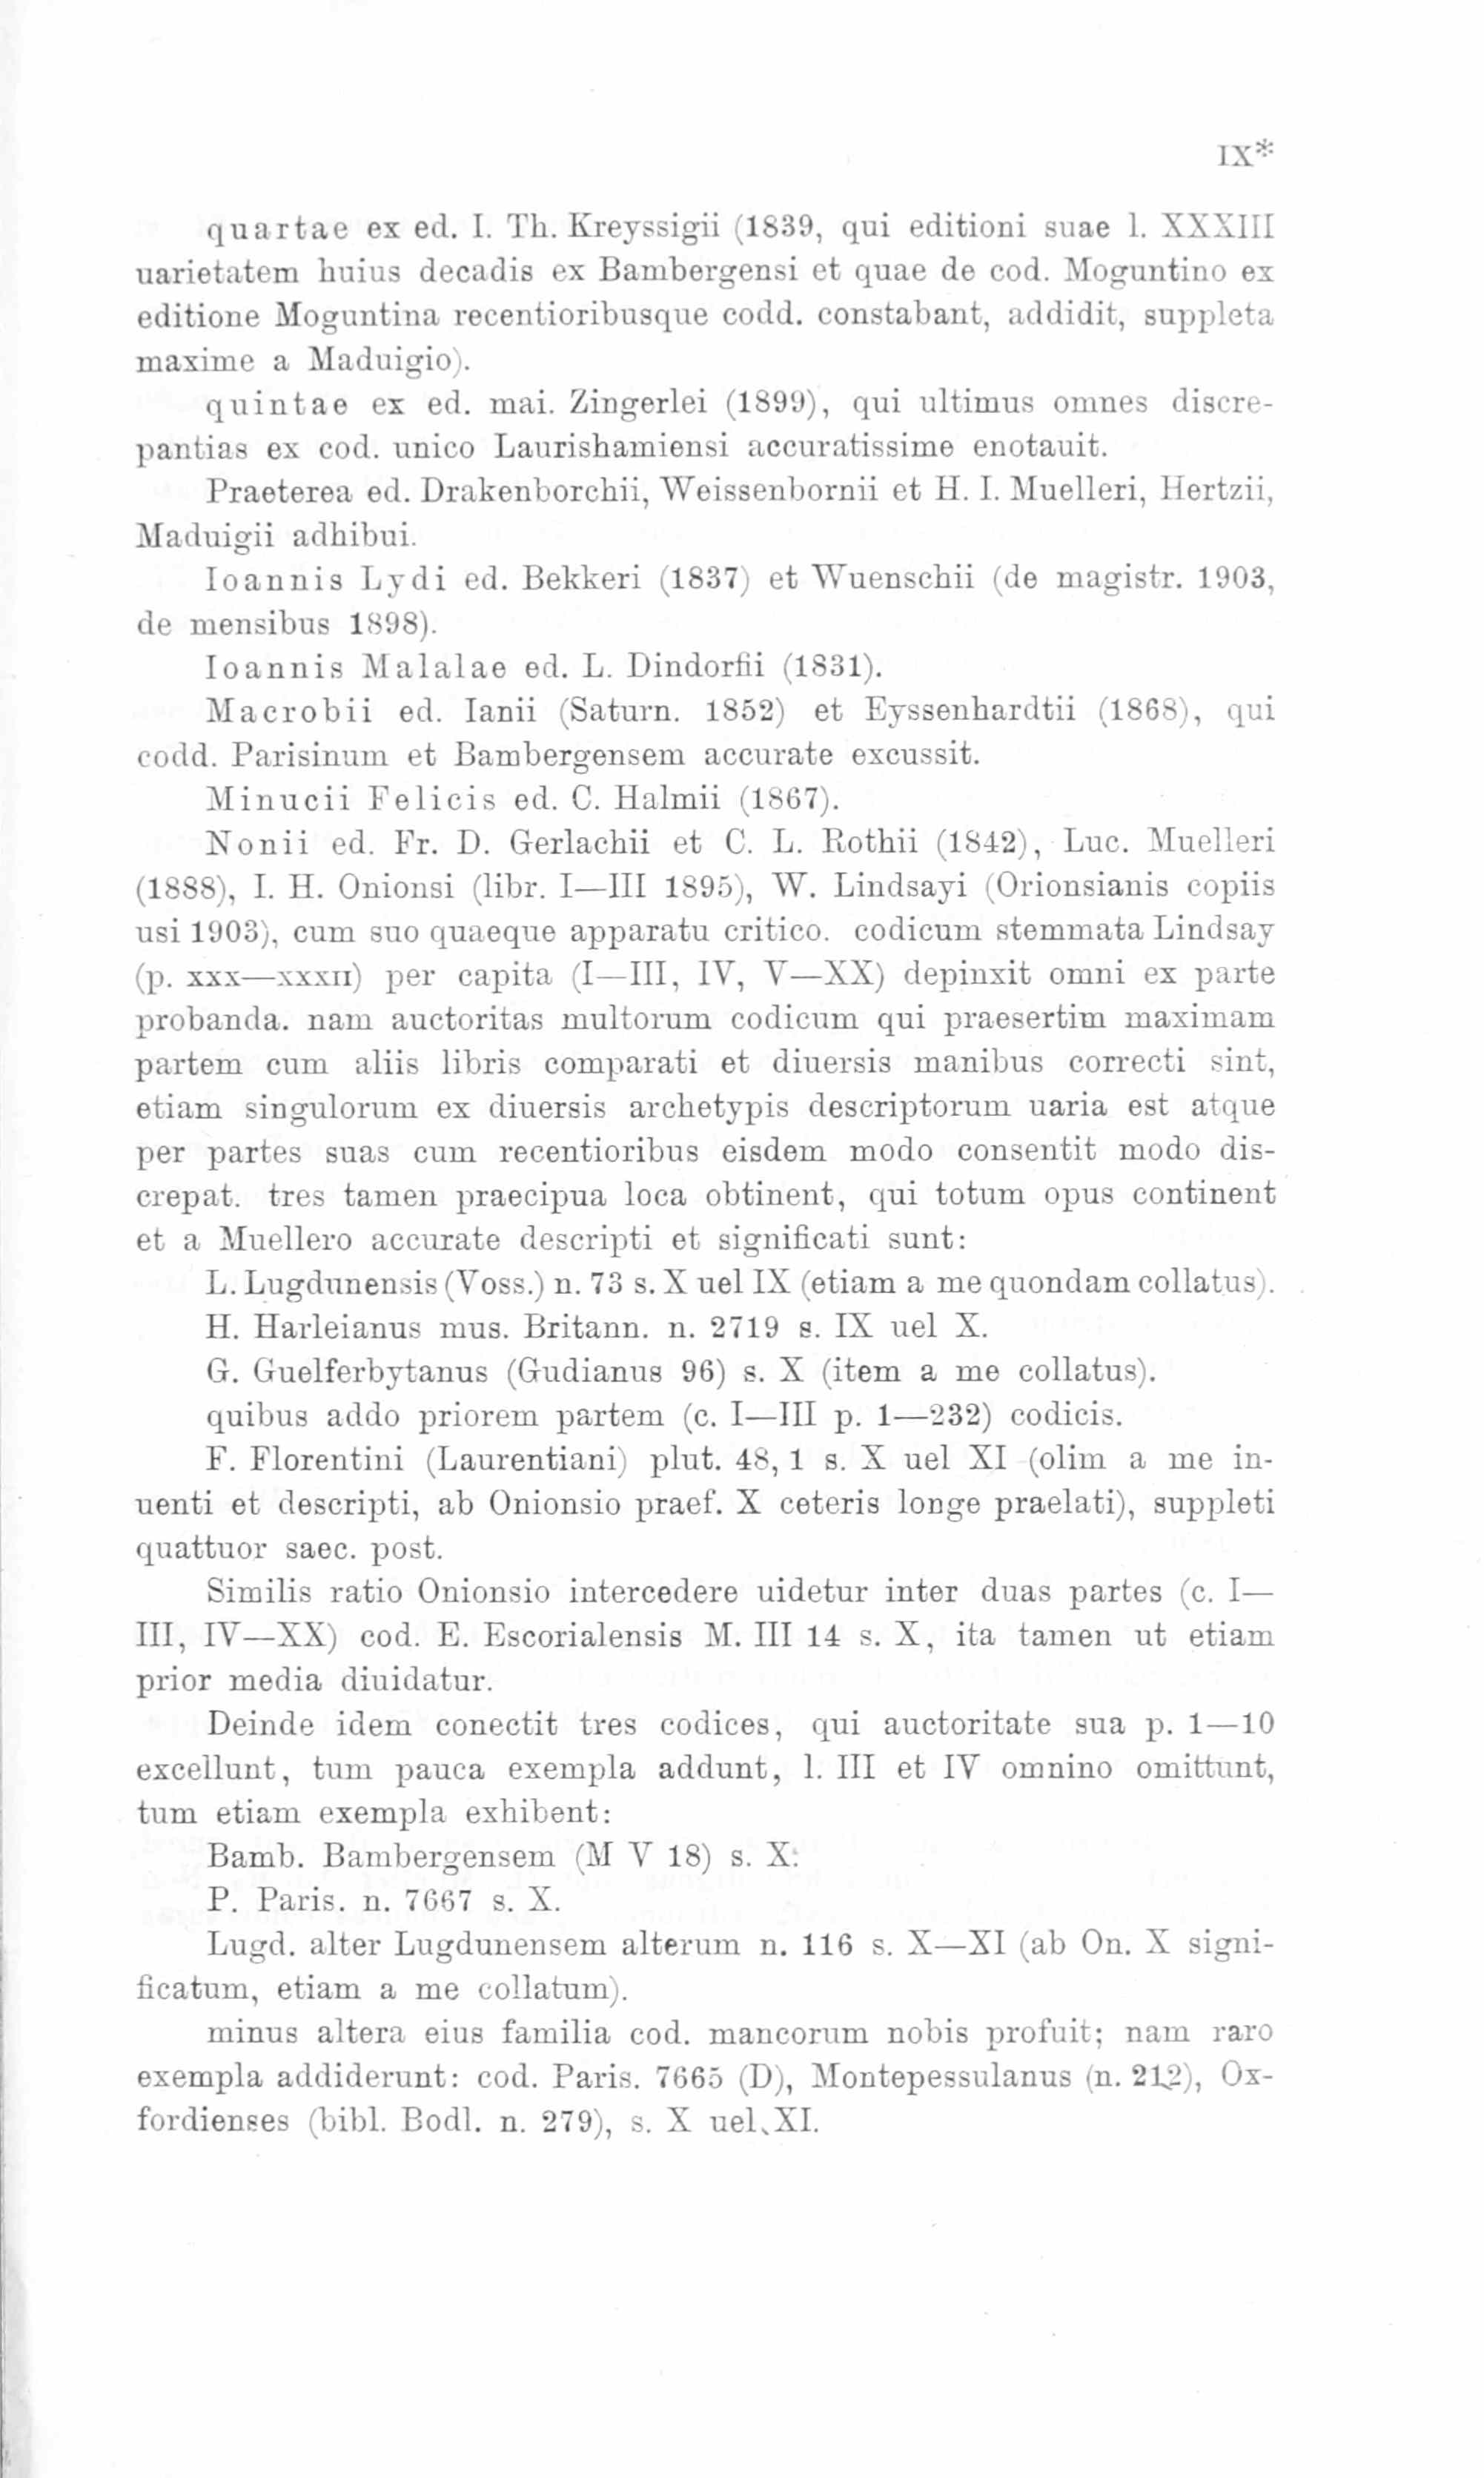 IX*
quartae ex ed. I. Th. Kreyssigii (1839, qui editioni suae l. XXXIII
uarietatem huius decadis ex Bambergensi et quae de cod. Moguntino ex
editione Moguntina recentioribusque codd. constabant, addidit, suppleta
maxime a Maduigio).
quintae ex ed. mai. Zingerlei (1899), qui ultimus omnes discre-
pantias ex cod. unico Laurishamiensi accuratissime enotauit.
Praeterea ed. Drakenborchii, Weissenbornii et H. I. Muelleri, Hertzii,
Maduigii adhibui.
Ioannis Lydi ed. Bekkeri (1837) et Wuenschii (de magistr. 1903,
de mensibus 1898).
Ioannis Malalae ed. L. Dindorfii (1831).
Macrobii ed. Ianii (Saturn. 1852) et Eyssenhardtii (1868), qui
codd. Parisinum et Bambergensem accurate excussit.
Minucii Felicis ed. C. Halmii (1867).
Nonii ed. Fr. D. Gerlachii et C. L. Rothii (1842), Luc. Muelleri
(1888), I. H. Onionsi (libr. I—III 1895), W. Lindsayi (Orionsianis copiis
usi 1903), cum suo quaeque apparatu critico. codicum stemmata Lindsay
(p. xxx—xxxii) per capita (I—III, IV, V—XX) depinxit omni ex parte
probanda. nam auctoritas multorum codicum qui praesertim maximam
partem cum aliis libris comparati et diuersis manibus correcti sint,
etiam singulorum ex diuersis archetypis descriptorum uaria est atque
per partes suas cum recentioribus eisdem modo consentit modo dis-
crepat. tres tamen praecipua loca obtinent, qui totum opus continent
et a Muellero accurate descripti et significati sunt:
L. Lugdunensis (Voss.) n. 73 s. X uel IX (etiam a me quondam collatus).
H. Harleianus mus. Britann. n. 2719 s. IX uel X.
G. Guelferbytanus (Gudianus 96) s. X (item a me collatus).
quibus addo priorem partem (c. I—III p. 1—232) codicis.
F. Florentini (Laurentiani) plut. 48, 1 s. X uel XI (olim a me in-
uenti et descripti, ab Onionsio praef. X ceteris longe praelati), suppleti
quattuor saec. post.
Similis ratio Onionsio intercedere uidetur inter duas partes (c. I—
III, IV—XX) cod. E. Escorialensis M. III 14 s. X, ita tamen ut etiam
prior media diuidatur.
Deinde idem conectit tres codices, qui auctoritate sua p. 1—10
excellunt, tum pauca exempla addunt, l. III et IV omnino omittunt,
tum etiam exempla exhibent:
Bamb. Bambergensem (M V 18) s. X.
P. Paris. n. 7667 s. X.
Lugd. alter Lugdunensem alterum n. 116 s. X—XI (ab On. X signi-
ficatum, etiam a me collatum).
minus altera eius familia cod. mancorum nobis profuit; nam raro
exempla addiderunt: cod. Paris. 7665 (D), Montepessulanus (n. 212), Ox-
fordienses (bibl. Bodl. n. 279), s. X uel XI.